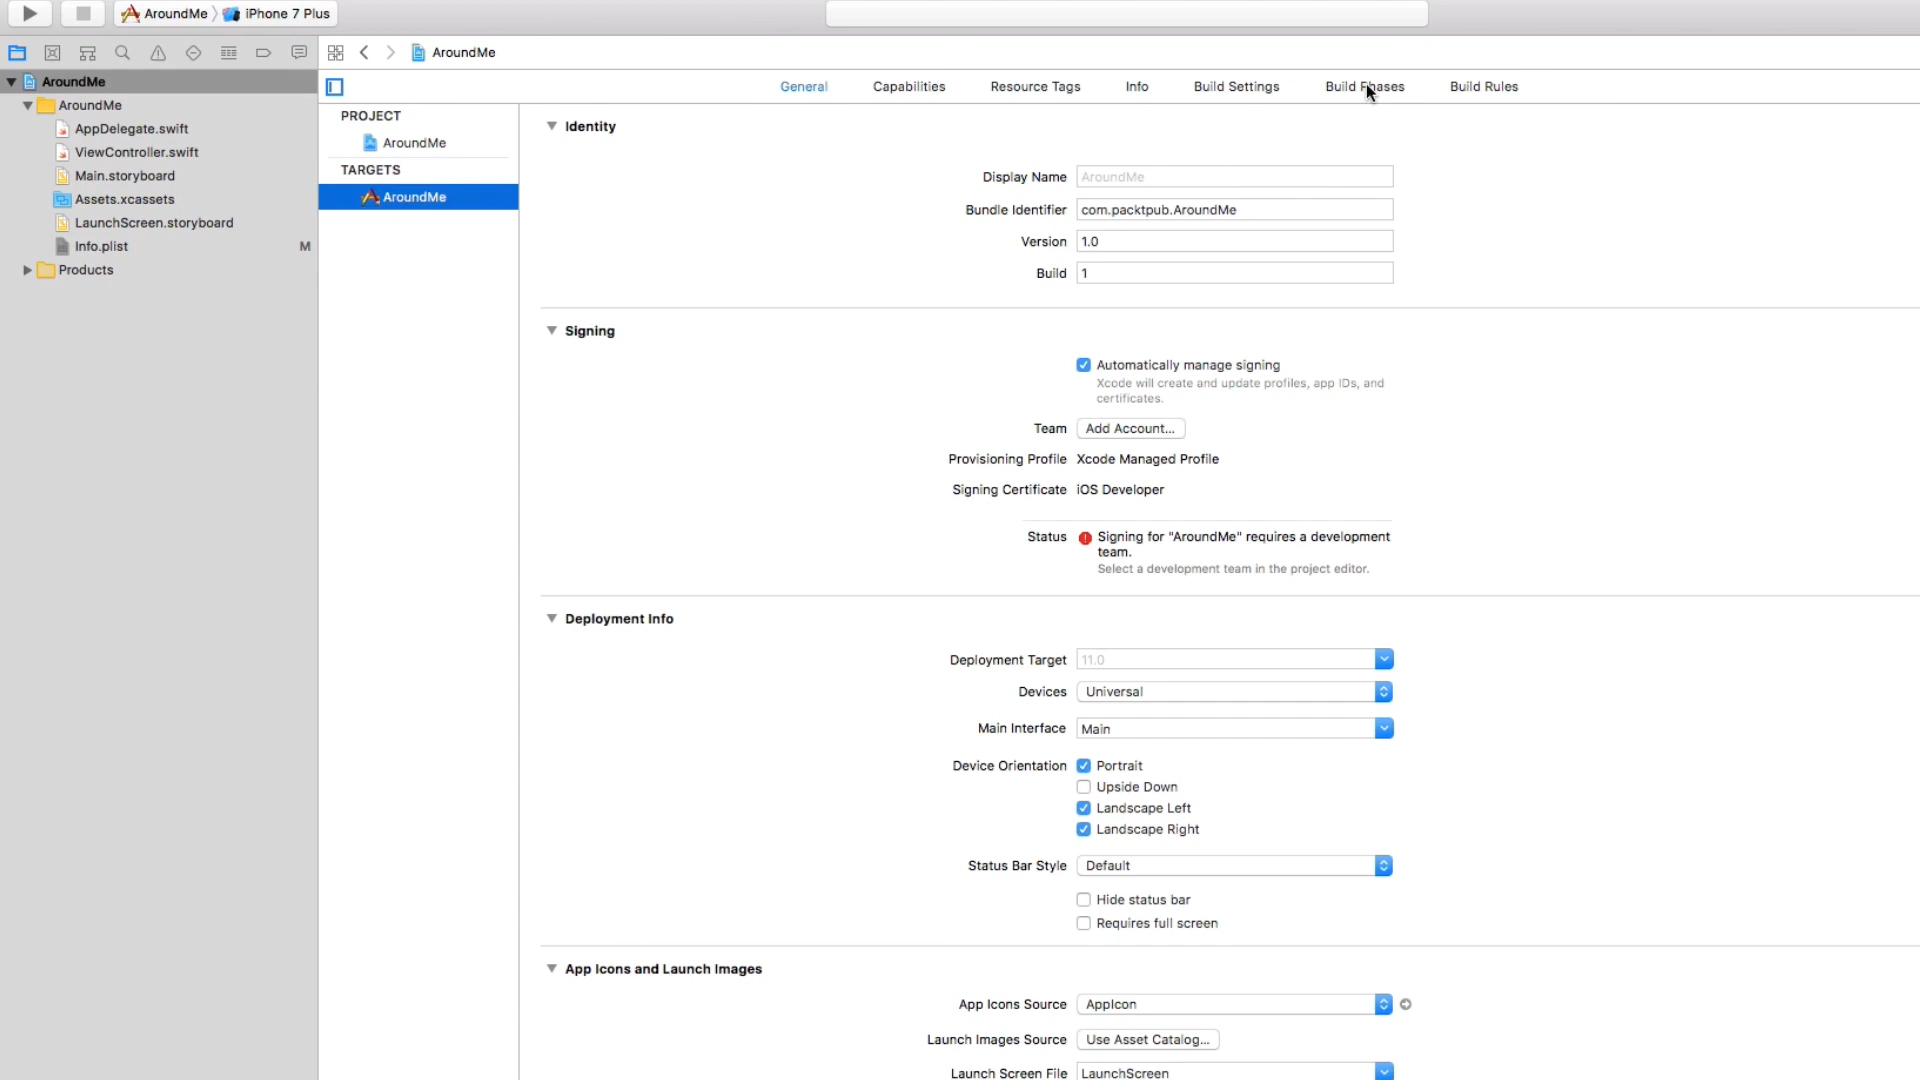 AroundMe iPhone 7 Plus
AroundMe
AroundMe
General Capabilities Resource Tags Info Build Settings Build Phases Build Rules
AroundMe
AppDelegate.swift
ViewController.swift
Main.storyboard
Assets.xcassets
LaunchScreen.storyboard
Info.plist M
Products
PROJECT
AroundMe
TARGETS
AroundMe
Identity
Display Name AroundMe
Bundle Identifier com.packtpub.AroundMe
Version 1.0
Build 1
Signing
Automatically manage signing
Xcode will create and update profiles, app IDs, and
certificates.
Team Add Account...
Provisioning Profile Xcode Managed Profile
Signing Certificate iOS Developer
Status Signing for "AroundMe" requires a development
team.
Select a development team in the project editor.
Deployment Info
Deployment Target 11.0
Devices Universal
Main Interface Main
Device Orientation Portrait
Upside Down
Landscape Left
Landscape Right
Status Bar Style Default
Hide status bar
Requires full screen
App Icons and Launch Images
App Icons Source AppIcon
Launch Images Source Use Asset Catalog...
Launch Screen File LaunchScreen